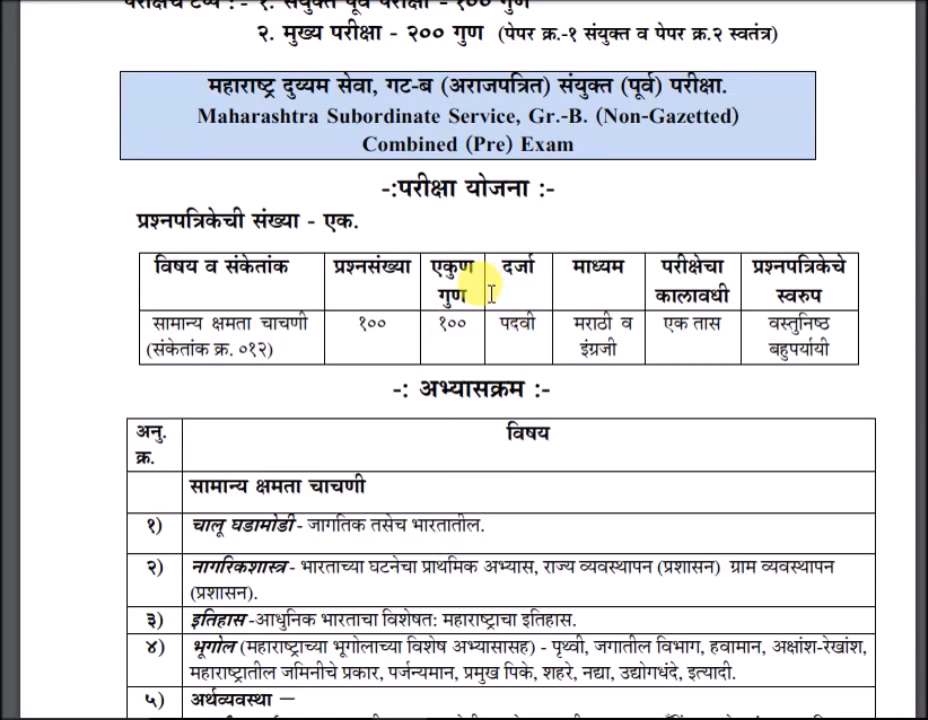 परीक्षेचे टप्पे :- १. संयुक्त पूर्व परीक्षा - १०० गुण
२. मुख्य परीक्षा - २०० गुण (पेपर क्र.-१ संयुक्त व पेपर क्र.२ स्वतंत्र)
महाराष्ट्र दुय्यम सेवा, गट-ब (अराजपत्रित) संयुक्त (पूर्व) परीक्षा.
Maharashtra Subordinate Service, Gr.-B. (Non-Gazetted)
Combined (Pre) Exam
-:परीक्षा योजना :-
प्रश्नपत्रिकेची संख्या - एक.
विषय व संकेतांक प्रश्नसंख्या एकुण गुण दर्जा माध्यम परीक्षेचा कालावधी प्रश्नपत्रिकेचे स्वरुप
सामान्य क्षमता चाचणी (संकेतांक क्र. ०१२) १०० १०० पदवी मराठी व इंग्रजी एक तास वस्तुनिष्ठ बहुपर्यायी
-: अभ्यासक्रम :-
अनु. क्र. विषय
सामान्य क्षमता चाचणी
१) चालू घडामोडी - जागतिक तसेच भारतातील.
२) नागरिकशास्त्र - भारताच्या घटनेचा प्राथमिक अभ्यास, राज्य व्यवस्थापन (प्रशासन) ग्राम व्यवस्थापन
(प्रशासन).
३) इतिहास -आधुनिक भारताचा विशेषत: महाराष्ट्राचा इतिहास.
४) भूगोल (महाराष्ट्राच्या भूगोलाच्या विशेष अभ्यासासह) - पृथ्वी, जगातील विभाग, हवामान, अक्षांश-रेखांश,
महाराष्ट्रातील जमिनीचे प्रकार, पर्जन्यमान, प्रमुख पिके, शहरे, नद्या, उद्योगधंदे, इत्यादी.
५) अर्थव्यवस्था –